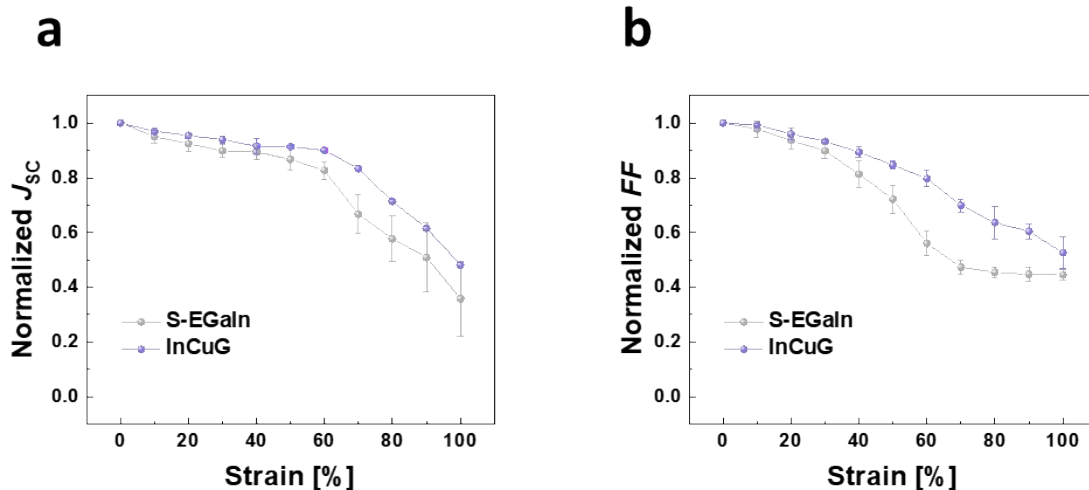 a
Normalized JSC
1.0
0.8
0.6
0.4
0.2
0.0
S-EGaIn
InCuG
0 20 40 60 80 100
Strain [%]
b
Normalized FF
1.0
0.8
0.6
0.4
0.2
0.0
S-EGaIn
InCuG
0 20 40 60 80 100
Strain [%]